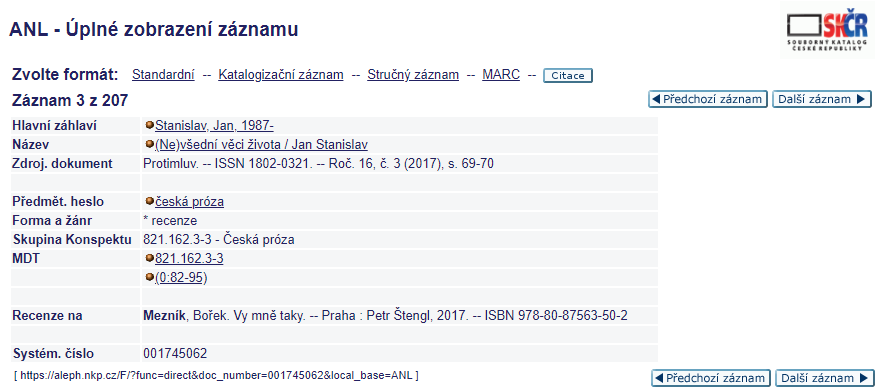 ANL - Úplné zobrazení záznamu
SKČR
SOUBORNÝ KATALOG
ČESKÉ REPUBLIKY
Zvolte formát: Standardní -- Katalogizační záznam -- Stručný záznam -- MARC -- Citace
Záznam 3 z 207
Předchozí záznam Další záznam
Hlavní záhlaví Stanislav, Jan, 1987-
Název (Ne)všední věci života / Jan Stanislav
Zdroj. dokument Protimluv. -- ISSN 1802-0321. -- Roč. 16, č. 3 (2017), s. 69-70
Předmět. heslo česká próza
Forma a žánr * recenze
Skupina Konspektu 821.162.3-3 - Česká próza
MDT 821.162.3-3
(0:82-95)
Recenze na Mezník, Bořek. Vy mně taky. -- Praha : Petr Štengl, 2017. -- ISBN 978-80-87563-50-2
Systém. číslo 001745062
[ https://aleph.nkp.cz/F/?func=direct&doc_number=001745062&local_base=ANL ]
Předchozí záznam Další záznam